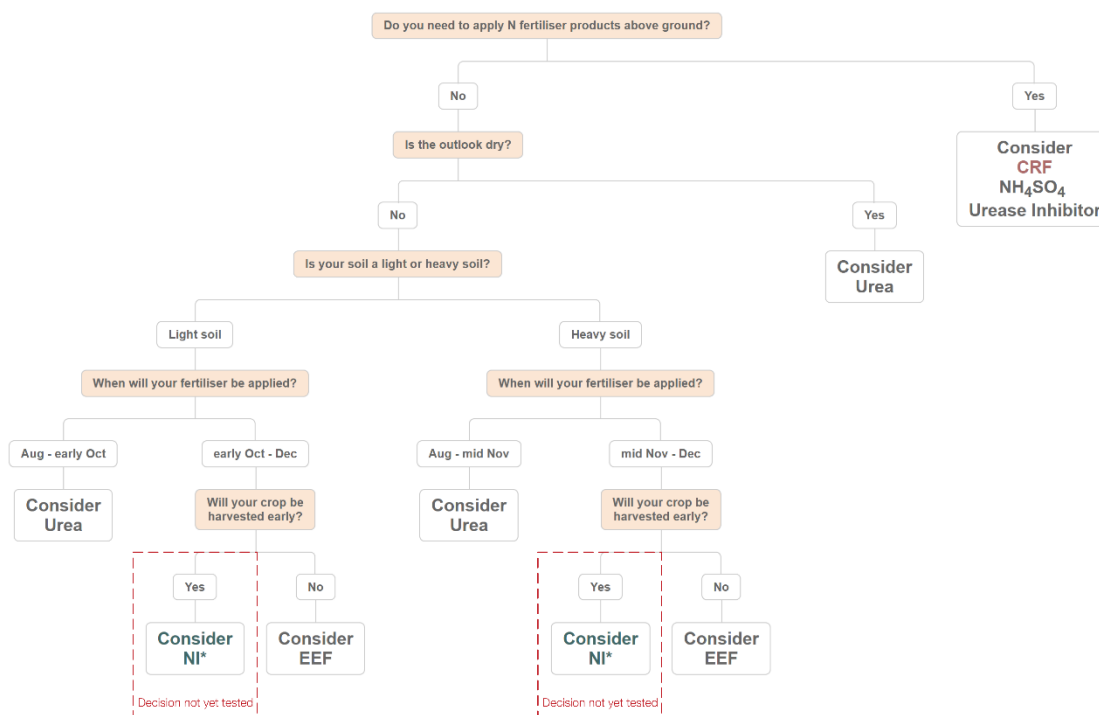 Do you need to apply N fertiliser products above ground?
No
Yes
Is the outlook dry?
Consider
CRF
NH₄SO₄
Urease Inhibitor
No
Yes
Is your soil a light or heavy soil?
Consider
Urea
Light soil
Heavy soil
When will your fertiliser be applied?
When will your fertiliser be applied?
Aug - early Oct
early Oct - Dec
Aug - mid Nov
mid Nov - Dec
Consider
Urea
Will your crop be
harvested early?
Consider
Urea
Will your crop be
harvested early?
Yes
No
Yes
No
Consider
NI*
Consider
EEF
Consider
NI*
Consider
EEF
Decision not yet tested
Decision not yet tested